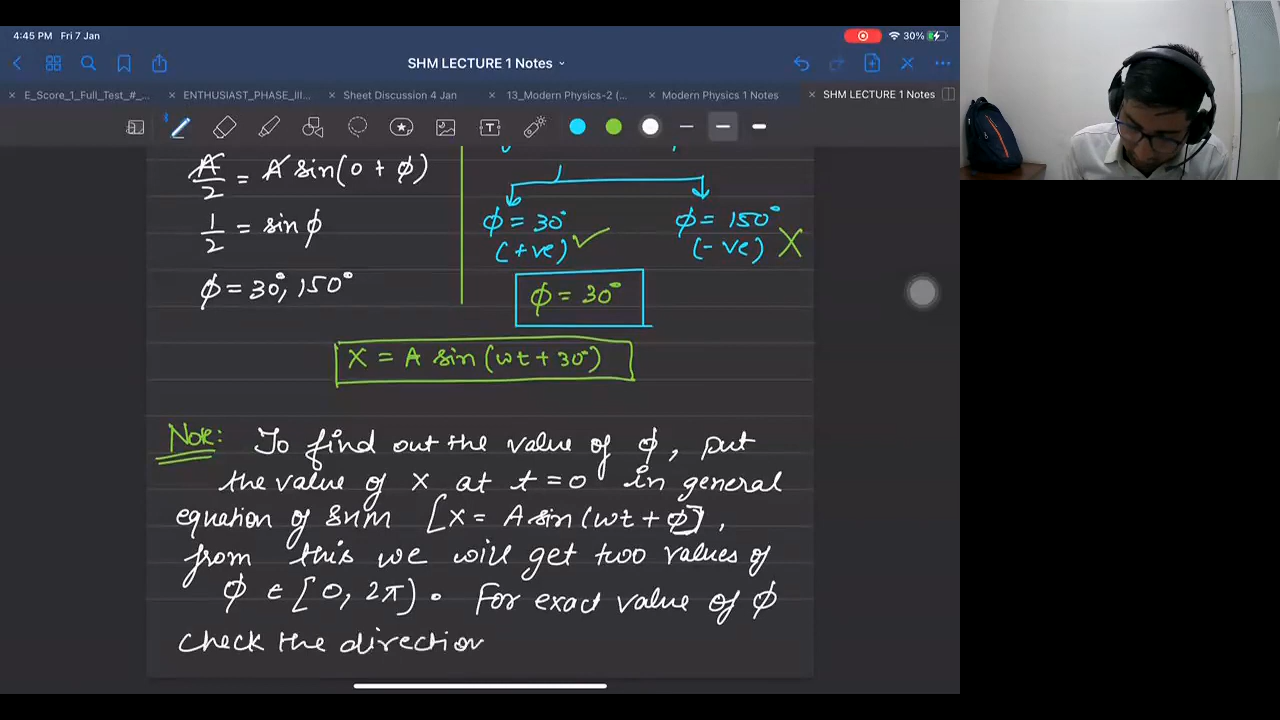 4:45 PM Fri 7 Jan
30%
SHM LECTURE 1 Notes
E_Score_1_Full_Test_#_...
ENTHUSIAST_PHASE_III...
Sheet Discussion 4 Jan
13_Modern Physics-2 (...
Modern Physics 1 Notes
SHM LECTURE 1 Notes
A/2 = A sin(0 + φ)
1/2 = sin φ
φ = 30°, 150°
φ = 30° φ = 150°
(+ve) ✓ (-ve) X
φ = 30°
X = A sin(ωt + 30°)
Note: To find out the value of φ, put
the value of X at t = 0 in general
equation of SHM [X = A sin(ωt + φ)],
from this we will get two values of
φ ∈ [0, 2π). For exact value of φ
check the direction